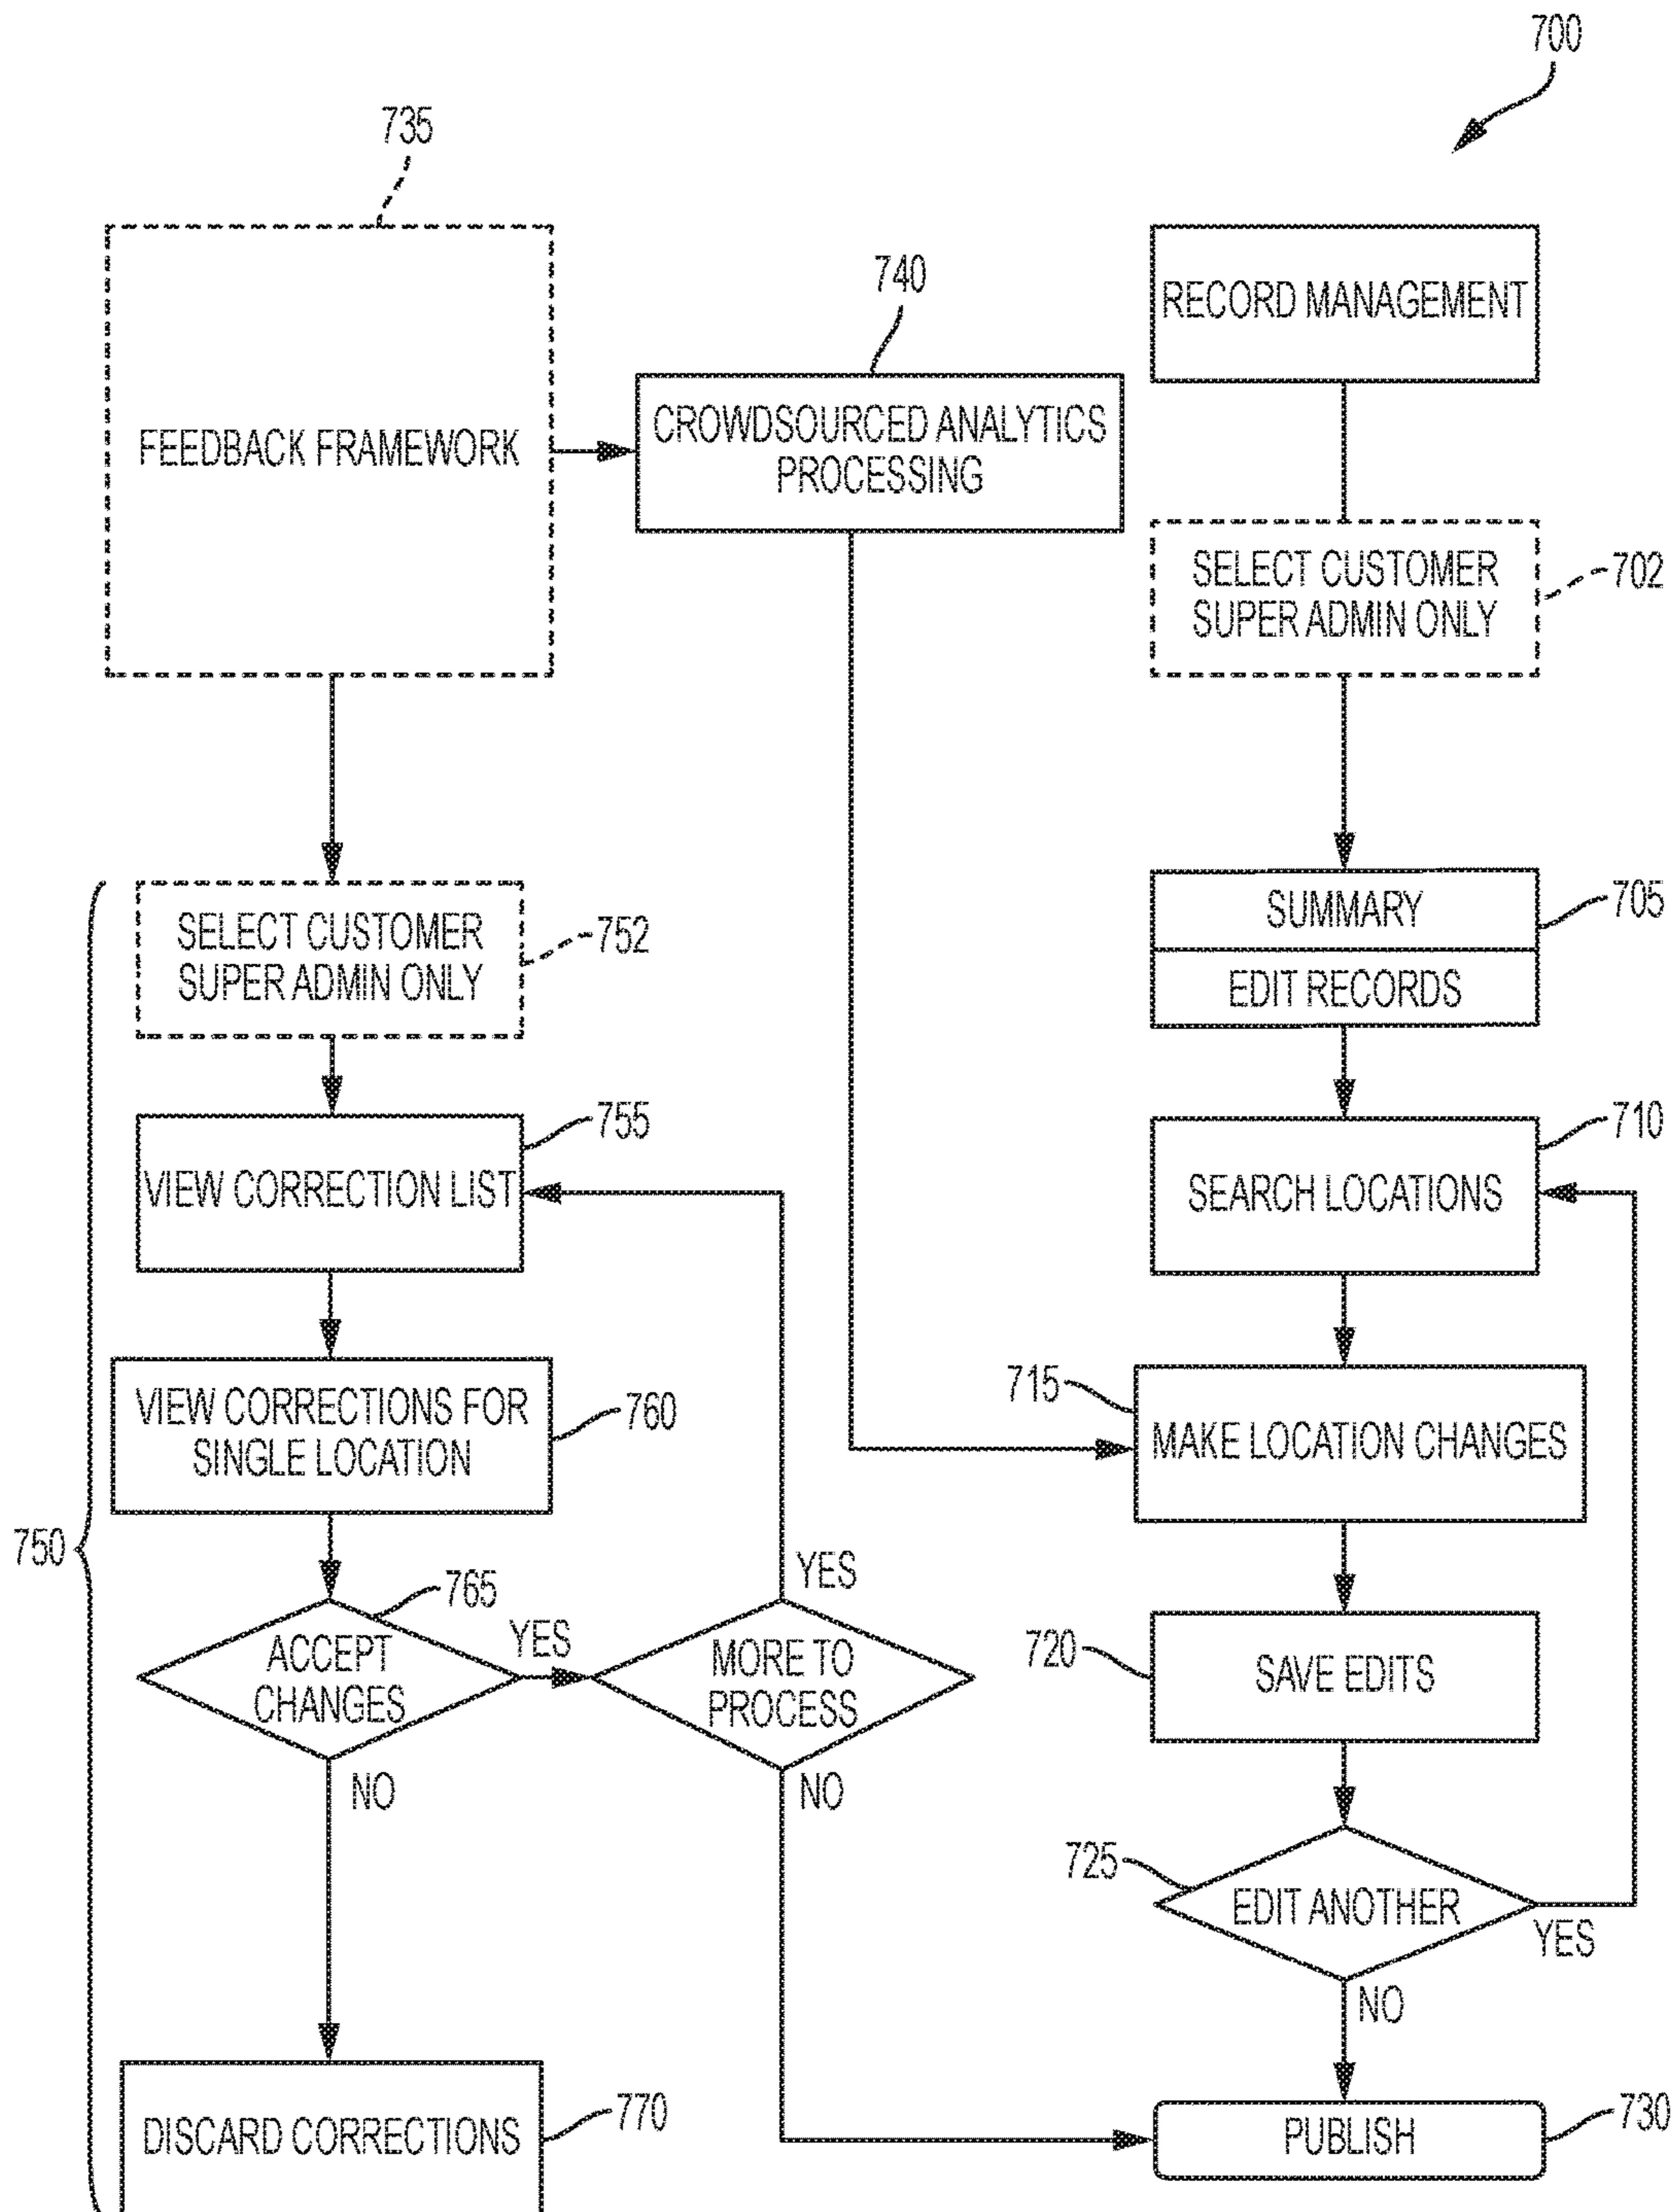 700
735
FEEDBACK FRAMEWORK
740
CROWDSOURCED ANALYTICS
PROCESSING
RECORD MANAGEMENT
SELECT CUSTOMER
SUPER ADMIN ONLY
702
SUMMARY
705
EDIT RECORDS
SELECT CUSTOMER
SUPER ADMIN ONLY
752
755
VIEW CORRECTION LIST
710
SEARCH LOCATIONS
VIEW CORRECTIONS FOR
SINGLE LOCATION
760
715
MAKE LOCATION CHANGES
750
765
ACCEPT
CHANGES
YES
NO
YES
MORE TO
PROCESS
NO
720
SAVE EDITS
725
EDIT ANOTHER
YES
NO
DISCARD CORRECTIONS
770
PUBLISH
730